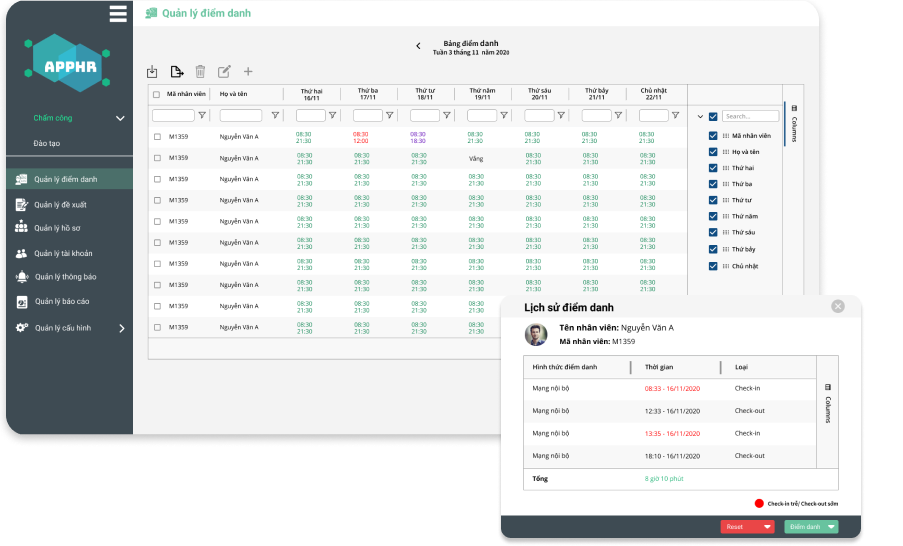 Quản lý điểm danh
APPHR
Chấm công
Đào tạo
Quản lý điểm danh
Quản lý đề xuất
Quản lý hồ sơ
Quản lý tài khoản
Quản lý thông báo
Quản lý báo cáo
Quản lý cấu hình
Bảng điểm danh
Tuần 3 tháng 11 năm 2020
Mã nhân viên Họ và tên Thứ hai Thứ ba Thứ tư Thứ năm Thứ sáu Thứ bảy Chủ nhật
16/11 17/11 18/11 19/11 20/11 21/11 22/11
M1359 Nguyễn Văn A 08:30 08:30 08:30 08:30 08:30 08:30 08:30
21:30 12:00 18:30 21:30 21:30 21:30 21:30
M1359 Nguyễn Văn A 08:30 08:30 08:30 Vắng 08:30 08:30 08:30
21:30 21:30 21:30 21:30 21:30 21:30
M1359 Nguyễn Văn A 08:30 08:30 08:30 08:30 08:30 08:30 08:30
21:30 21:30 21:30 21:30 21:30 21:30 21:30
M1359 Nguyễn Văn A 08:30 08:30 08:30 08:30 08:30 08:30 08:30
21:30 21:30 21:30 21:30 21:30 21:30 21:30
M1359 Nguyễn Văn A 08:30 08:30 08:30 08:30 08:30 08:30 08:30
21:30 21:30 21:30 21:30 21:30 21:30 21:30
M1359 Nguyễn Văn A 08:30 08:30 08:30 08:30 08:30 08:30 08:30
21:30 21:30 21:30 21:30 21:30 21:30 21:30
M1359 Nguyễn Văn A 08:30 08:30 08:30 08:30 08:30 08:30 08:30
21:30 21:30 21:30 21:30 21:30 21:30 21:30
M1359 Nguyễn Văn A 08:30 08:30 08:30 08:30 08:30 08:30 08:30
21:30 21:30 21:30 21:30 21:30 21:30 21:30
M1359 Nguyễn Văn A 08:30 08:30 08:30 08:30
21:30 21:30 21:30 21:30
M1359 Nguyễn Văn A 08:30 08:30 08:30 08:30
21:30 21:30 21:30 21:30
Search...
Mã nhân viên
Họ và tên
Thứ hai
Thứ ba
Thứ tư
Thứ năm
Thứ sáu
Thứ bảy
Chủ nhật
Columns
Lịch sử điểm danh
Tên nhân viên: Nguyễn Văn A
Mã nhân viên: M1359
Hình thức điểm danh Thời gian Loại
Mạng nội bộ 08:33 - 16/11/2020 Check-in
Mạng nội bộ 12:33 - 16/11/2020 Check-out
Mạng nội bộ 13:35 - 16/11/2020 Check-in
Mạng nội bộ 18:10 - 16/11/2020 Check-out
Tổng 8 giờ 10 phút
Columns
Check-in trễ/ Check-out sớm
Reset
Điểm danh